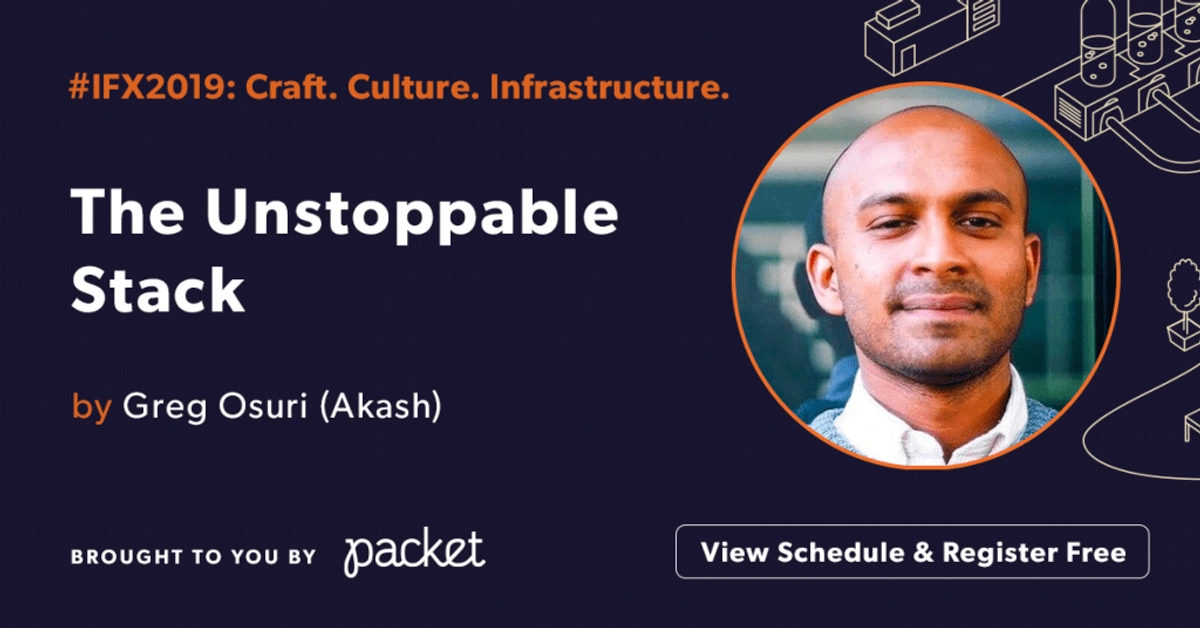 #IFX2019: Craft. Culture. Infrastructure.
The Unstoppable
Stack
by Greg Osuri (Akash)
BROUGHT TO YOU BY packet
View Schedule & Register Free